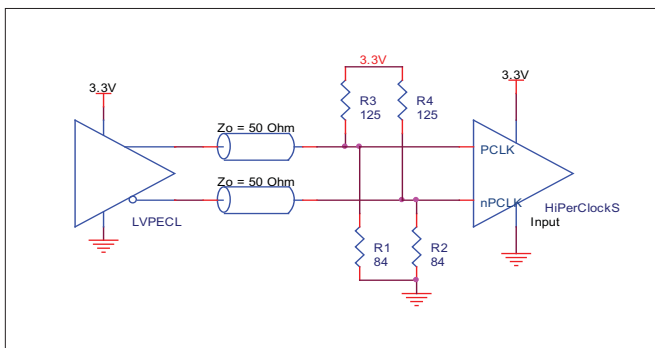 3.3V
3.3V
3.3V
R3
125
R4
125
Zo = 50 Ohm
PCLK
Zo = 50 Ohm
nPCLK
HiPerClockS
Input
LVPECL
R1
84
R2
84